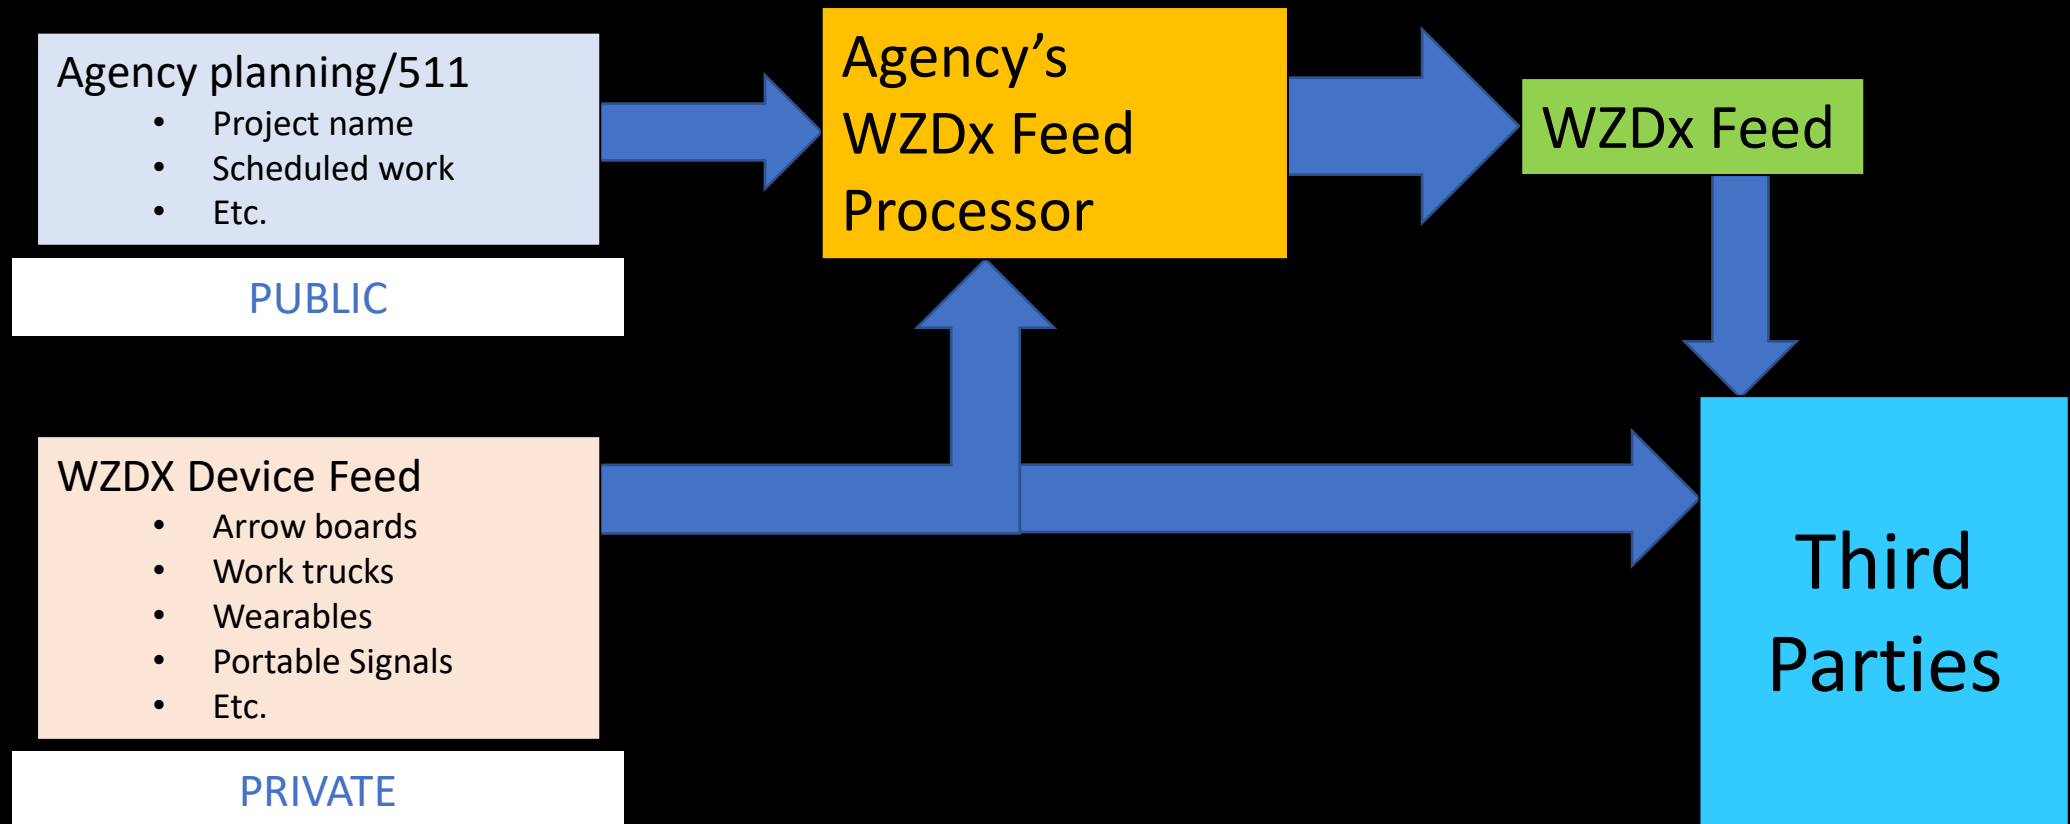 Agency planning/511
• Project name
• Scheduled work
• Etc.
PUBLIC
Agency’s
WZDx Feed
Processor
WZDx Feed
WZDX Device Feed
• Arrow boards
• Work trucks
• Wearables
• Portable Signals
• Etc.
PRIVATE
Third
Parties